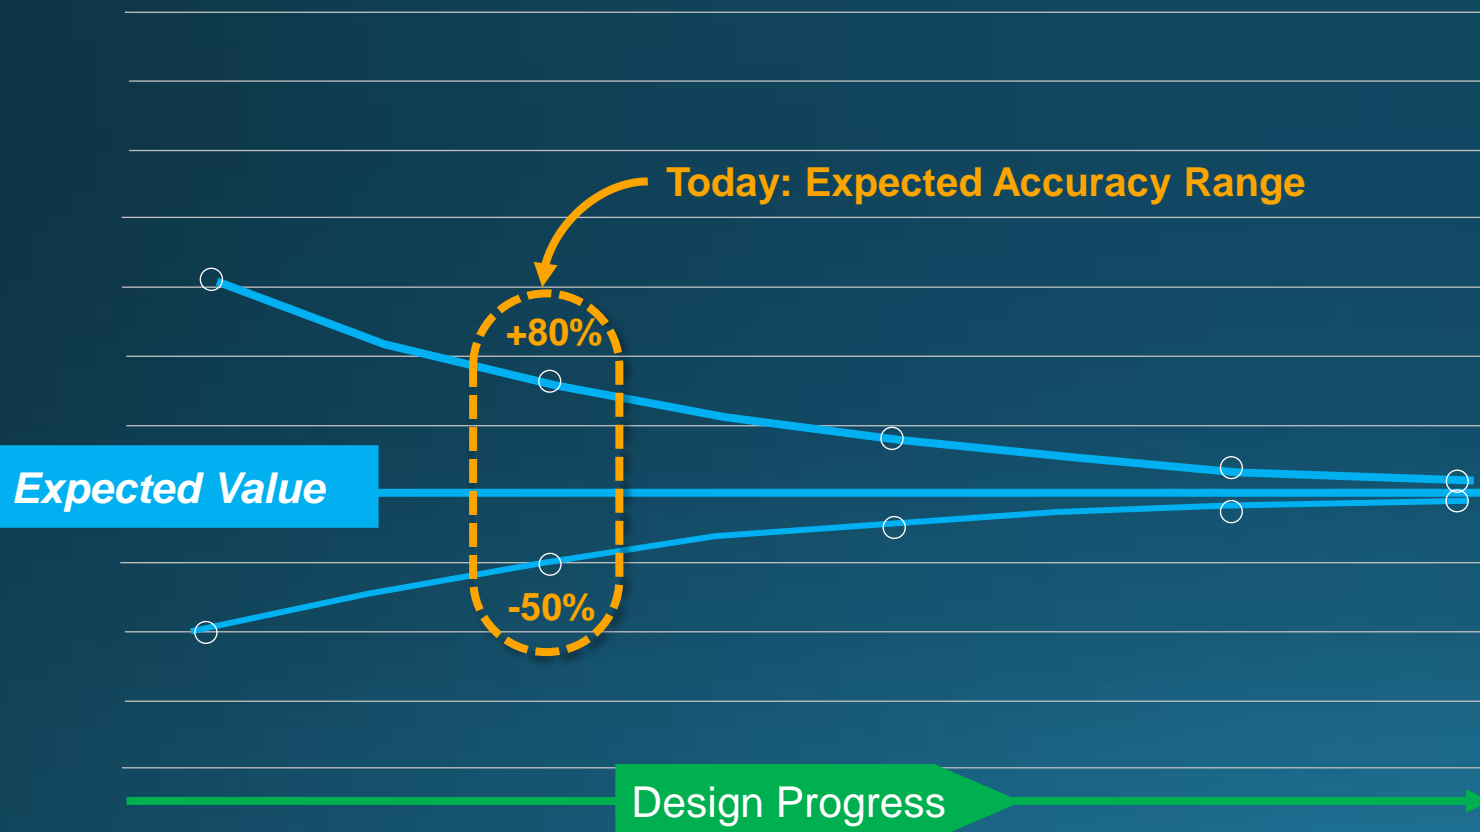 Today: Expected Accuracy Range
+80%
Expected Value
-50%
Design Progress